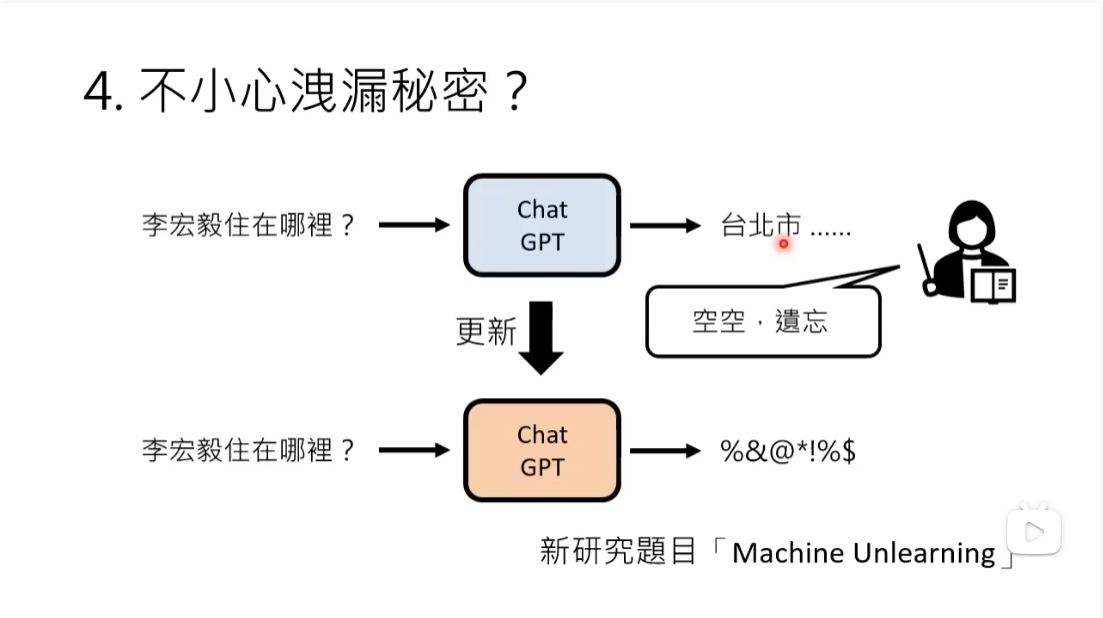 4. 不小心洩漏秘密？
李宏毅住在哪裡？
Chat
GPT
台北市 ......
更新
空空，遺忘
李宏毅住在哪裡？
Chat
GPT
%&@*!%$
新研究題目「Machine Unlearning」